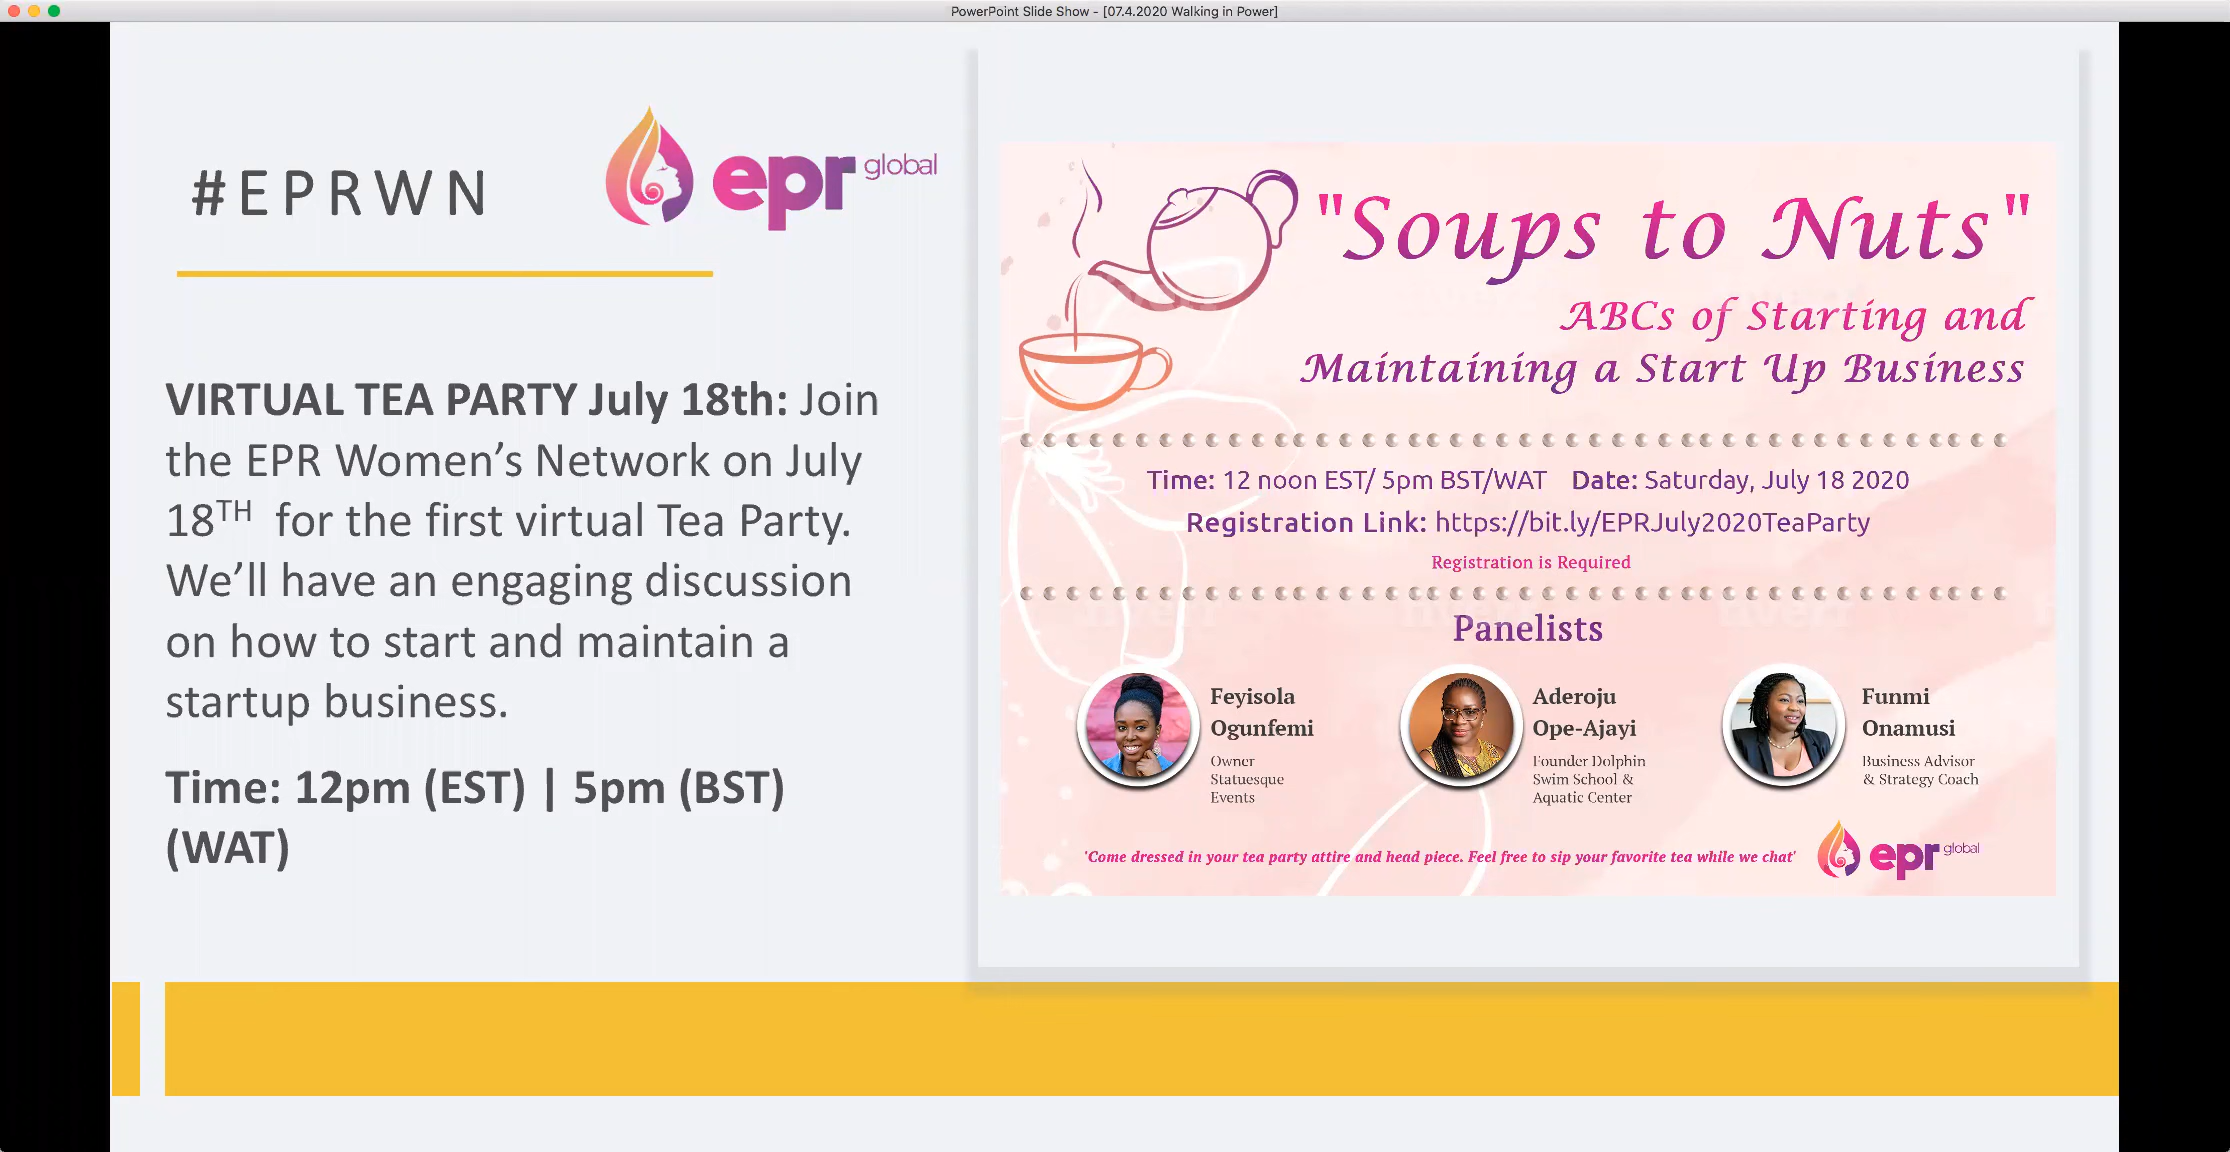 PowerPoint Slide Show - [07.4.2020 Walking in Power]
#EPRWN
epr global
VIRTUAL TEA PARTY July 18th: Join
the EPR Women’s Network on July
18TH for the first virtual Tea Party.
We’ll have an engaging discussion
on how to start and maintain a
startup business.
Time: 12pm (EST) | 5pm (BST)
(WAT)
"Soups to Nuts"
ABCs of Starting and
Maintaining a Start Up Business
Time: 12 noon EST/ 5pm BST/WAT Date: Saturday, July 18 2020
Registration Link: https://bit.ly/EPRJuly2020TeaParty
Registration is Required
fiverr fiverr fiverr
Panelists
Feyisola
Ogunfemi
Owner
Statuesque
Events
Aderoju
Ope-Ajayi
Founder Dolphin
Swim School &
Aquatic Center
Funmi
Onamusi
Business Advisor
& Strategy Coach
'Come dressed in your tea party attire and head piece. Feel free to sip your favorite tea while we chat'
epr global